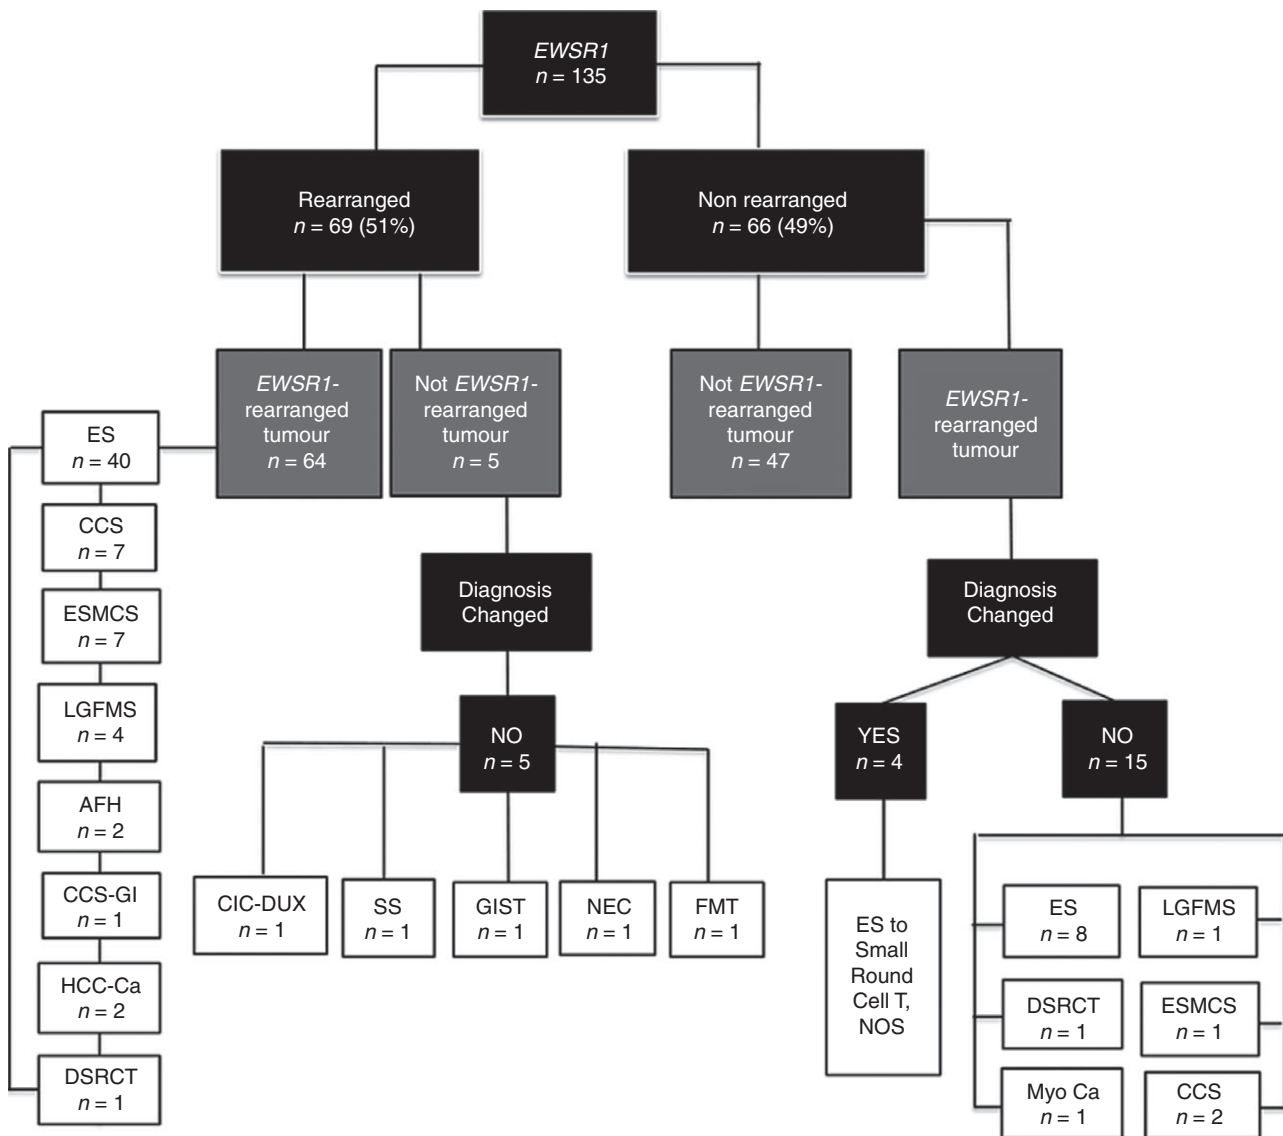 EWSR1
n = 135
Rearranged
n = 69 (51%)
Non rearranged
n = 66 (49%)
EWSR1-
rearranged
tumour
n = 64
Not EWSR1-
rearranged
tumour
n = 5
Not EWSR1-
rearranged
tumour
n = 47
EWSR1-
rearranged
tumour
ES
n = 40
CCS
n = 7
ESMCS
n = 7
LGFMS
n = 4
AFH
n = 2
CCS-GI
n = 1
HCC-Ca
n = 2
DSRCT
n = 1
Diagnosis
Changed
NO
n = 5
CIC-DUX
n = 1
SS
n = 1
GIST
n = 1
NEC
n = 1
FMT
n = 1
Diagnosis
Changed
YES
n = 4
NO
n = 15
ES to
Small
Round
Cell T,
NOS
ES
n = 8
LGFMS
n = 1
DSRCT
n = 1
ESMCS
n = 1
Myo Ca
n = 1
CCS
n = 2